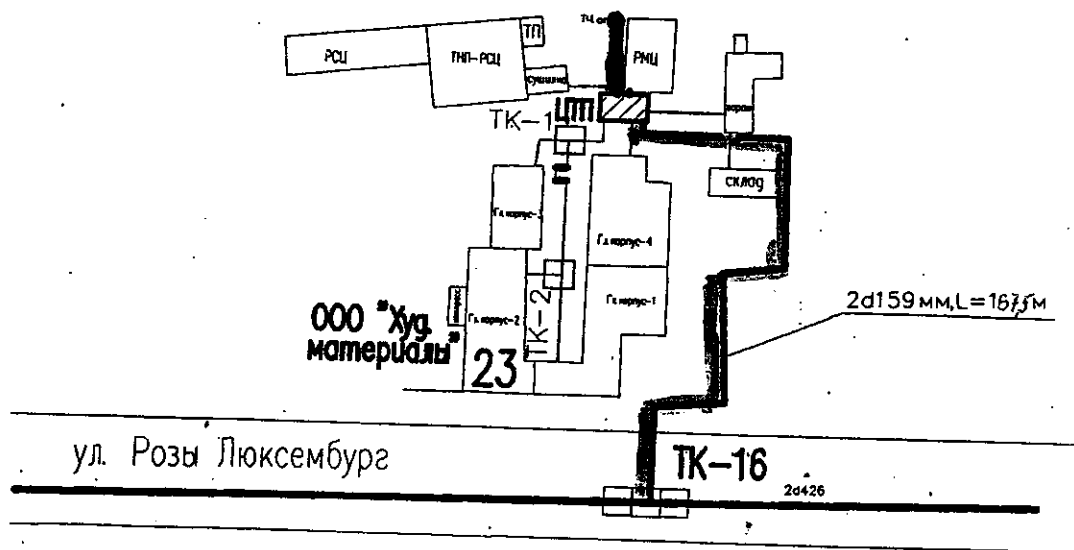 ТП
РСЦ
ТНП-РСЦ
РМЦ
сушилка
ЦТП
ТК-1
склад
Гл. корпус-4
Гл. корпус-1
Гл. корпус-2
ТК-2
ООО "Худ.
материалы"
23
2d159 мм, L=167,5м
ул. Розы Люксембург
ТК-16
2d426